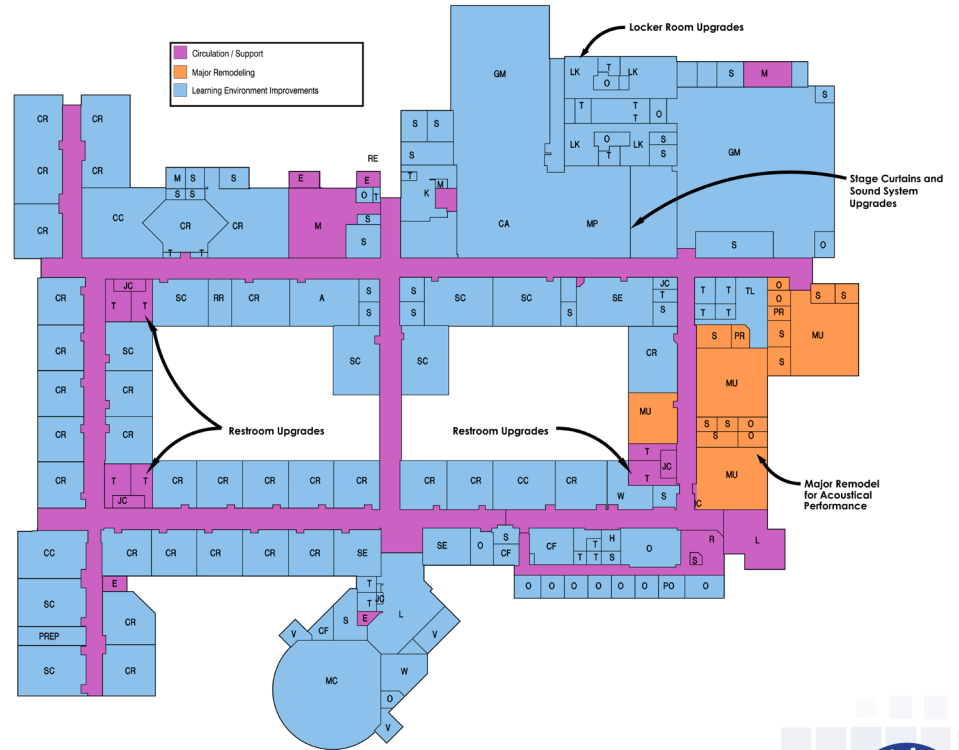 Locker Room Upgrades
Circulation / Support
Major Remodeling
Learning Environment Improvements
GM
LK T LK
O
S M
S
CR CR
T T
T O
S S
LK O LK S
T S
GM
S
RE
CR CR
M S S
S S
E E
O T
T
K M
Stage Curtains and
Sound System
Upgrades
CC CR CR
CR
M
S
S
CA MP
S O
T T
JC
CR T T SC RR CR A S
S
S
S
SC SC S SE
JC
T
S
T T TL
T T
O
O
PR
S S
MU
S PR S
S
CR SC
SC SC
CR
MU
CR CR
MU
CR CR
Restroom Upgrades
Restroom Upgrades
S S O
S O
T
JC
T
MU
CR T T
JC
CR CR CR CR CR
CR CR CC CR W S
Major Remodel
for Acoustical
Performance
JC
CC CR CR CR CR CR SE
SE O S
CF
CF T H
T T S
O
R
S
L
E
SC CR
T
T JC
E
L
O O O O O O PO O
PREP
V CF S V
SC CR
MC W
O
V